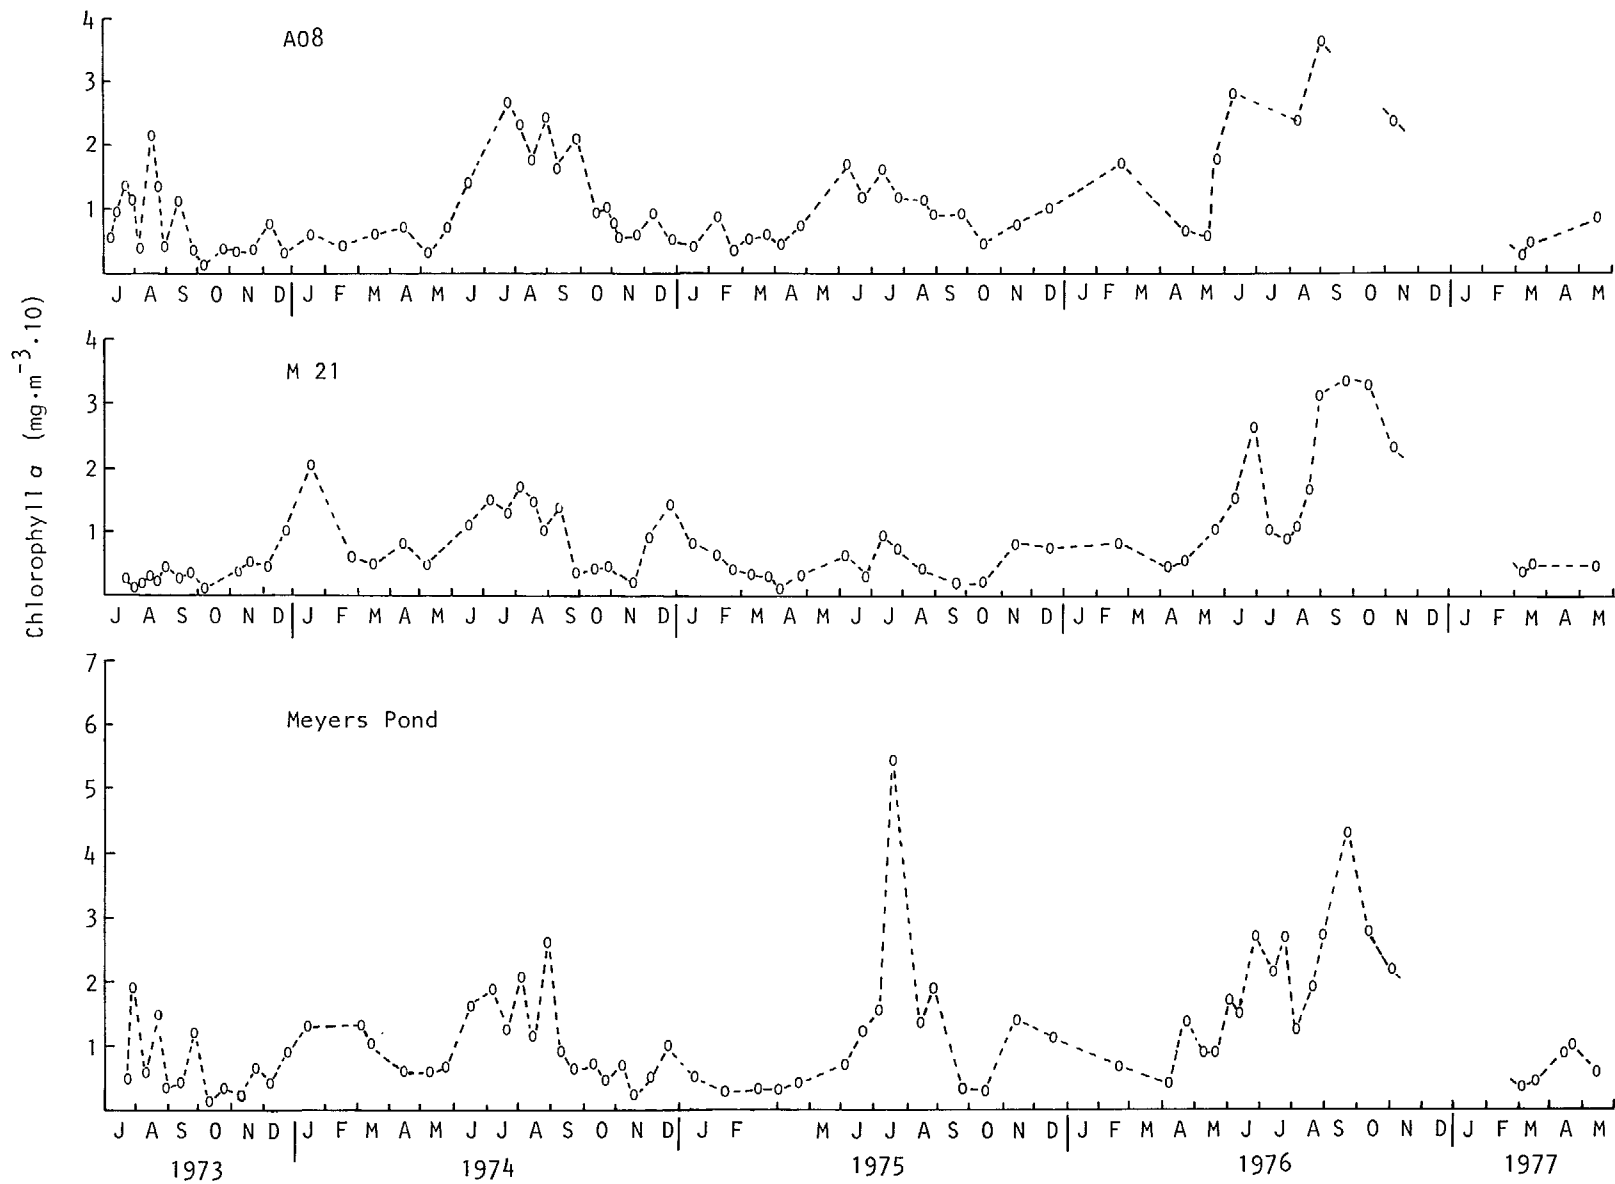 Chlorophyll a (mg·m⁻³·10)
A08
4
3
2
1
J A S O N D J F M A M J J A S O N D J F M A M J J A S O N D J F M A M J J A S O N D J F M A M
M 21
4
3
2
1
J A S O N D J F M A M J J A S O N D J F M A M J J A S O N D J F M A M J J A S O N D J F M A M
Meyers Pond
7
6
5
4
3
2
1
J A S O N D J F M A M J J A S O N D J F M J J A S O N D J F M A M J J A S O N D J F M A M
1973 1974 1975 1976 1977